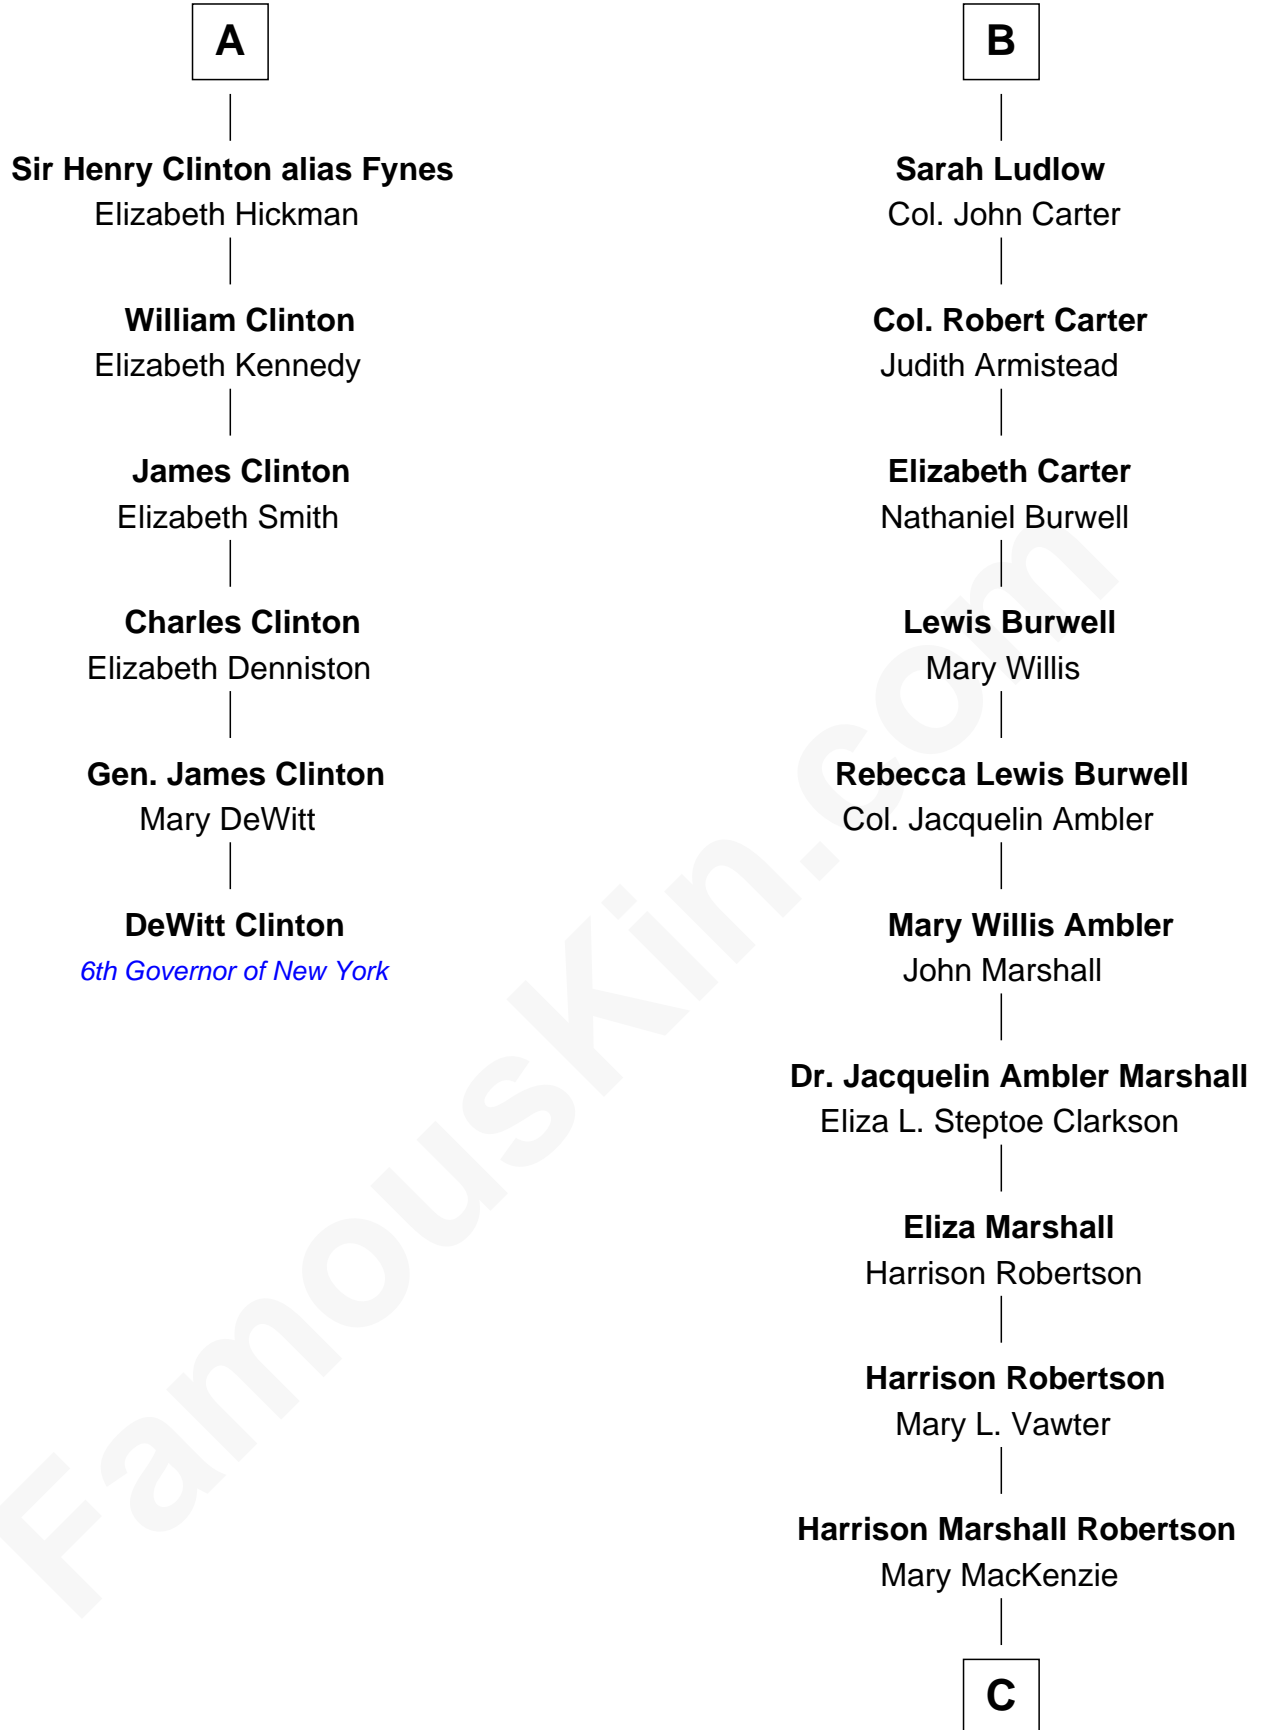 A
Sir Henry Clinton alias Fynes
Elizabeth Hickman
William Clinton
Elizabeth Kennedy
James Clinton
Elizabeth Smith
Charles Clinton
Elizabeth Denniston
Gen. James Clinton
Mary DeWitt
DeWitt Clinton
6th Governor of New York
B
Sarah Ludlow
Col. John Carter
Col. Robert Carter
Judith Armistead
Elizabeth Carter
Nathaniel Burwell
Lewis Burwell
Mary Willis
Rebecca Lewis Burwell
Col. Jacquelin Ambler
Mary Willis Ambler
John Marshall
Dr. Jacquelin Ambler Marshall
Eliza L. Steptoe Clarkson
Eliza Marshall
Harrison Robertson
Harrison Robertson
Mary L. Vawter
Harrison Marshall Robertson
Mary MacKenzie
C
FamousKin.com